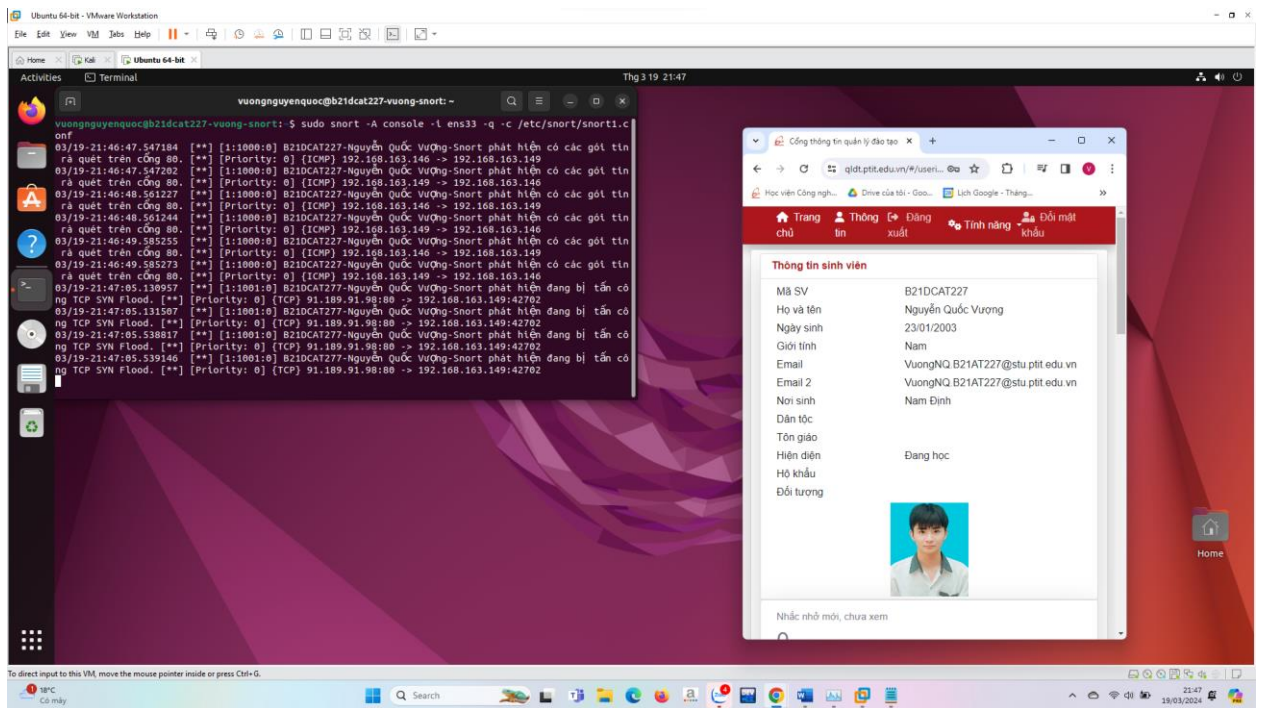 Ubuntu 64-bit - VMware Workstation
File Edit View VM Tabs Help
Home Kali Ubuntu 64-bit
Activities Terminal Thg 3 19 21:47
vuongnguyenquoc@b21dcat227-vuong-snort: ~
vuongnguyenquoc@b21dcat227-vuong-snort:~$ sudo snort -A console -i ens33 -q -c /etc/snort/snort1.c
onf
03/19-21:46:47.547184 [**] [1:1000:0] B21DCAT227-Nguyễn Quốc Vượng-Snort phát hiện có các gói tin
rà quét trên cổng 80. [**] [Priority: 0] {ICMP} 192.168.163.146 -> 192.168.163.149
03/19-21:46:47.547202 [**] [1:1000:0] B21DCAT227-Nguyễn Quốc Vượng-Snort phát hiện có các gói tin
rà quét trên cổng 80. [**] [Priority: 0] {ICMP} 192.168.163.149 -> 192.168.163.146
03/19-21:46:48.561227 [**] [1:1000:0] B21DCAT227-Nguyễn Quốc Vượng-Snort phát hiện có các gói tin
rà quét trên cổng 80. [**] [Priority: 0] {ICMP} 192.168.163.146 -> 192.168.163.149
03/19-21:46:48.561244 [**] [1:1000:0] B21DCAT227-Nguyễn Quốc Vượng-Snort phát hiện có các gói tin
rà quét trên cổng 80. [**] [Priority: 0] {ICMP} 192.168.163.149 -> 192.168.163.146
03/19-21:46:49.585255 [**] [1:1000:0] B21DCAT227-Nguyễn Quốc Vượng-Snort phát hiện có các gói tin
rà quét trên cổng 80. [**] [Priority: 0] {ICMP} 192.168.163.146 -> 192.168.163.149
03/19-21:46:49.585273 [**] [1:1000:0] B21DCAT227-Nguyễn Quốc Vượng-Snort phát hiện có các gói tin
rà quét trên cổng 80. [**] [Priority: 0] {ICMP} 192.168.163.149 -> 192.168.163.146
03/19-21:47:05.130957 [**] [1:1001:0] B21DCAT277-Nguyễn Quốc Vượng-Snort phát hiện đang bị tấn cô
ng TCP SYN Flood. [**] [Priority: 0] {TCP} 91.189.91.98:80 -> 192.168.163.149:42702
03/19-21:47:05.131507 [**] [1:1001:0] B21DCAT277-Nguyễn Quốc Vượng-Snort phát hiện đang bị tấn cô
ng TCP SYN Flood. [**] [Priority: 0] {TCP} 91.189.91.98:80 -> 192.168.163.149:42702
03/19-21:47:05.538817 [**] [1:1001:0] B21DCAT277-Nguyễn Quốc Vượng-Snort phát hiện đang bị tấn cô
ng TCP SYN Flood. [**] [Priority: 0] {TCP} 91.189.91.98:80 -> 192.168.163.149:42702
03/19-21:47:05.539146 [**] [1:1001:0] B21DCAT277-Nguyễn Quốc Vượng-Snort phát hiện đang bị tấn cô
ng TCP SYN Flood. [**] [Priority: 0] {TCP} 91.189.91.98:80 -> 192.168.163.149:42702
Cổng thông tin quản lý đào tạo
qldt.ptit.edu.vn/#/useri...
Học viện Công ngh... Drive của tôi - Goo... Lịch Google - Tháng...
Trang chủ Thông tin Đăng xuất Tính năng Đổi mật khẩu
Thông tin sinh viên
Mã SV B21DCAT227
Họ và tên Nguyễn Quốc Vượng
Ngày sinh 23/01/2003
Giới tính Nam
Email VuongNQ.B21AT227@stu.ptit.edu.vn
Email 2 VuongNQ.B21AT227@stu.ptit.edu.vn
Nơi sinh Nam Định
Dân tộc
Tôn giáo
Hiện diện Đang học
Hộ khẩu
Đối tượng
Nhắc nhở mới, chưa xem
Home
To direct input to this VM, move the mouse pointer inside or press Ctrl+G.
18°C
Có mây
Search
21:47
19/03/2024